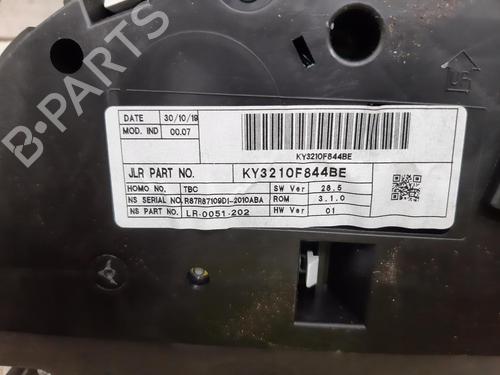 B-PARTS
UP
DATE 30/10/19
MOD. IND 00.07
KY3210F844BE
JLR PART NO. KY3210F844BE
HOMO NO. TBC SW Ver 28.5
NS SERIAL NO. R87R87109D1-2010ABA ROM 3.1.0
NS PART NO. LR-0051-202 HW Ver 01